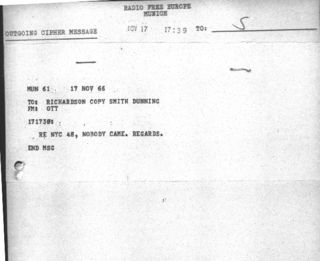 RADIO FREE EUROPE
MUNICH
OUTGOING CIPHER MESSAGE NOV 17 17:39 TO: S
MUN 61 17 NOV 66
TO: RICHARDSON COPY SMITH DUNNING
FM: OTT
171730:
RE NYC 48, NOBODY CAME. REGARDS.
END MSG